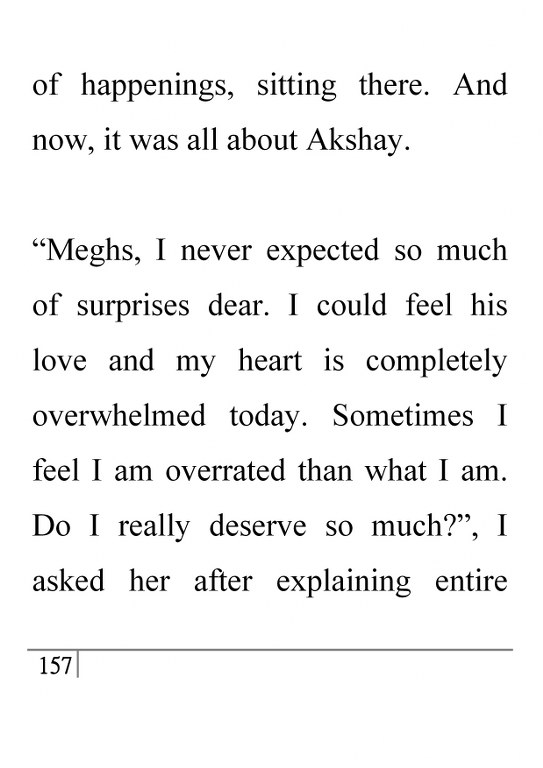 of happenings, sitting there. And
now, it was all about Akshay.
“Meghs, I never expected so much
of surprises dear. I could feel his
love and my heart is completely
overwhelmed today. Sometimes I
feel I am overrated than what I am.
Do I really deserve so much?”, I
asked her after explaining entire
157